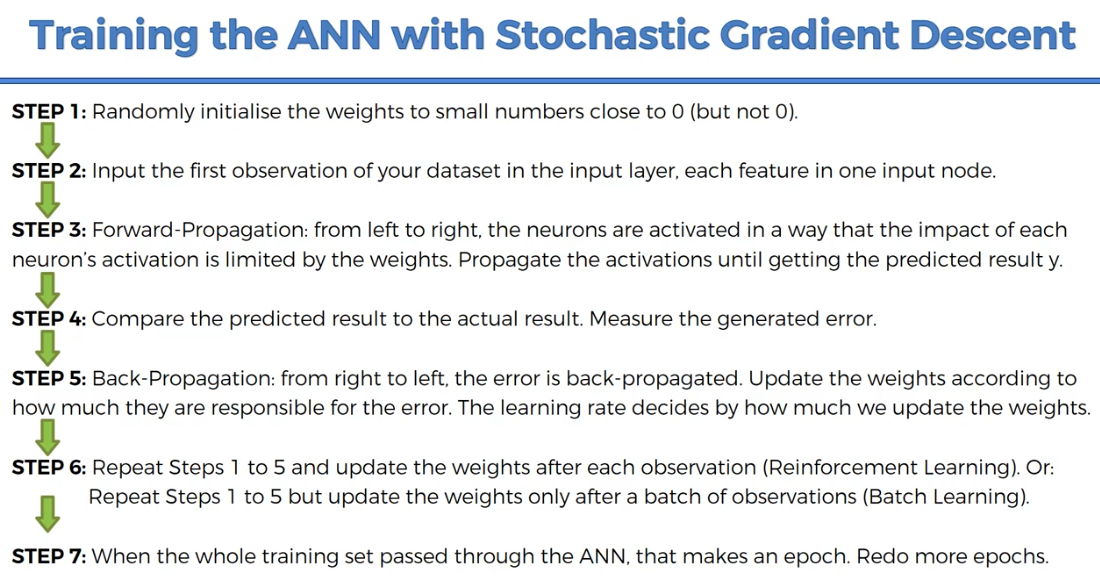 Training the ANN with Stochastic Gradient Descent
STEP 1: Randomly initialise the weights to small numbers close to 0 (but not 0).
STEP 2: Input the first observation of your dataset in the input layer, each feature in one input node.
STEP 3: Forward-Propagation: from left to right, the neurons are activated in a way that the impact of each
neuron's activation is limited by the weights. Propagate the activations until getting the predicted result y.
STEP 4: Compare the predicted result to the actual result. Measure the generated error.
STEP 5: Back-Propagation: from right to left, the error is back-propagated. Update the weights according to
how much they are responsible for the error. The learning rate decides by how much we update the weights.
STEP 6: Repeat Steps 1 to 5 and update the weights after each observation (Reinforcement Learning). Or:
Repeat Steps 1 to 5 but update the weights only after a batch of observations (Batch Learning).
STEP 7: When the whole training set passed through the ANN, that makes an epoch. Redo more epochs.